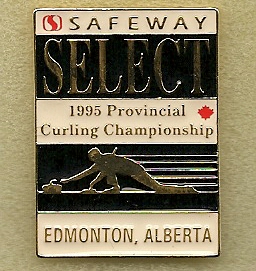 SAFEWAY
SELECT
1995 Provincial
Curling Championship
EDMONTON, ALBERTA